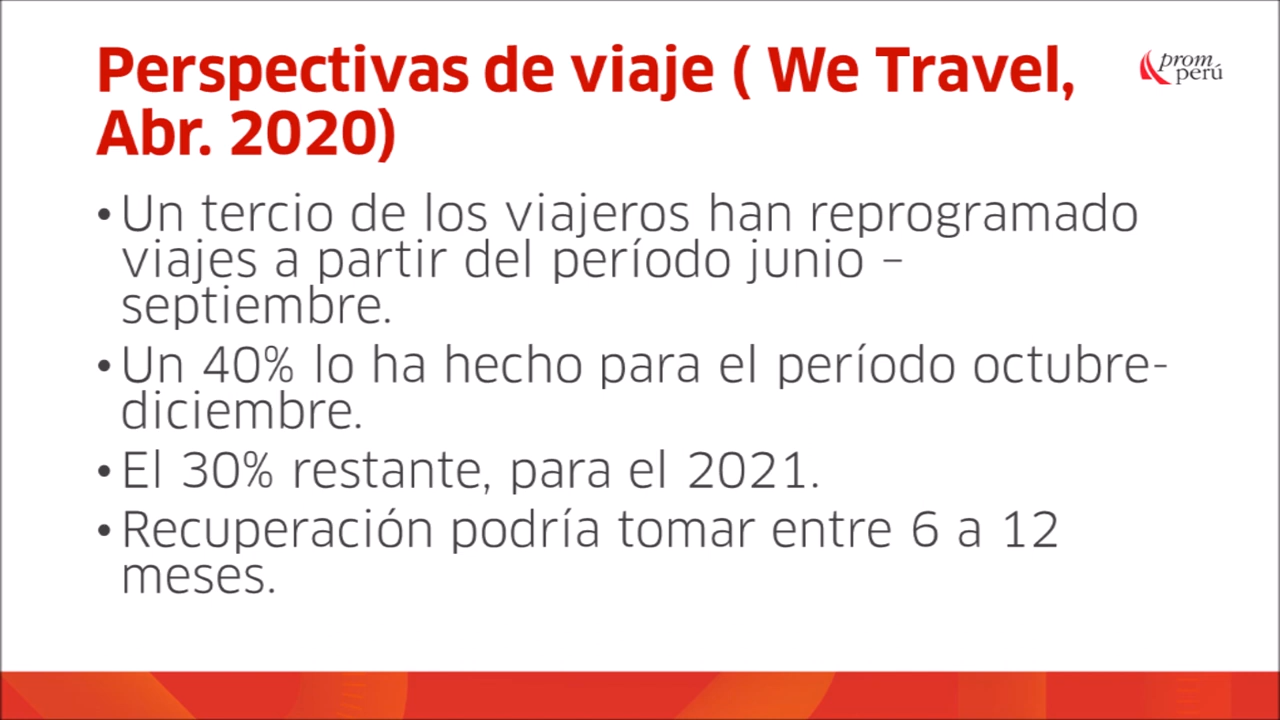 Perspectivas de viaje ( We Travel,
Abr. 2020)
prom
perú
• Un tercio de los viajeros han reprogramado
viajes a partir del período junio –
septiembre.
• Un 40% lo ha hecho para el período octubre-
diciembre.
• El 30% restante, para el 2021.
• Recuperación podría tomar entre 6 a 12
meses.